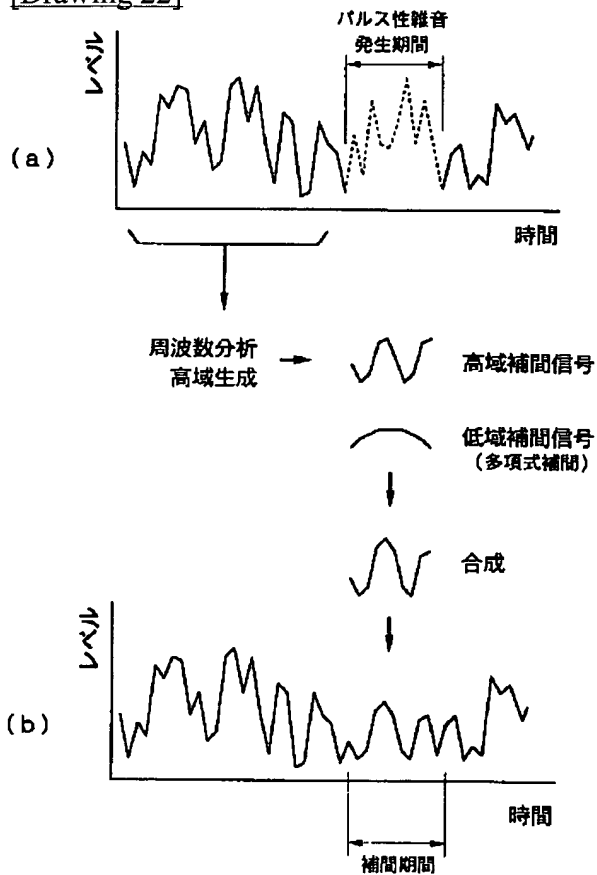 [Drawing 22]
パルス性雑音
発生期間
レベル
(a)
時間
周波数分析
高域生成
高域補間信号
低域補間信号
(多項式補間)
合成
レベル
(b)
時間
補間期間